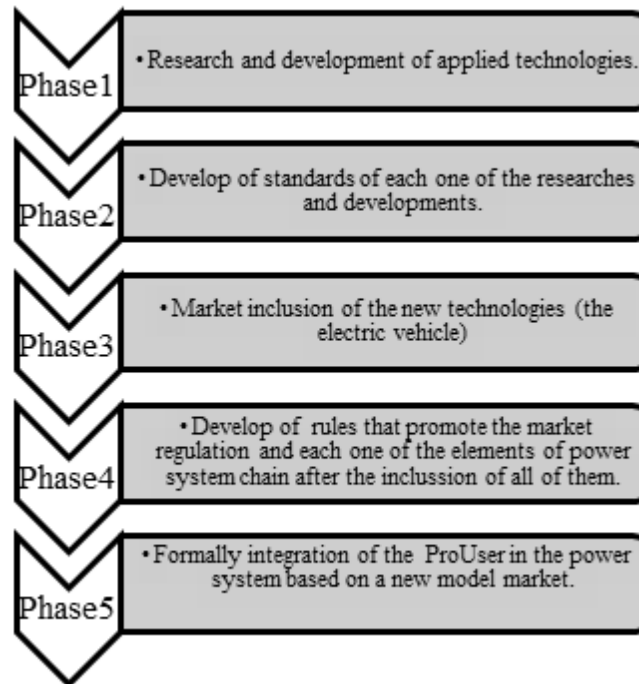 Phase1
• Research and development of applied technologies.
Phase2
• Develop of standards of each one of the researches
and developments.
Phase3
• Market inclusion of the new technologies (the
electric vehicle)
Phase4
• Develop of rules that promote the market
regulation and each one of the elements of power
system chain after the inclussion of all of them.
Phase5
• Formally integration of the ProUser in the power
system based on a new model market.